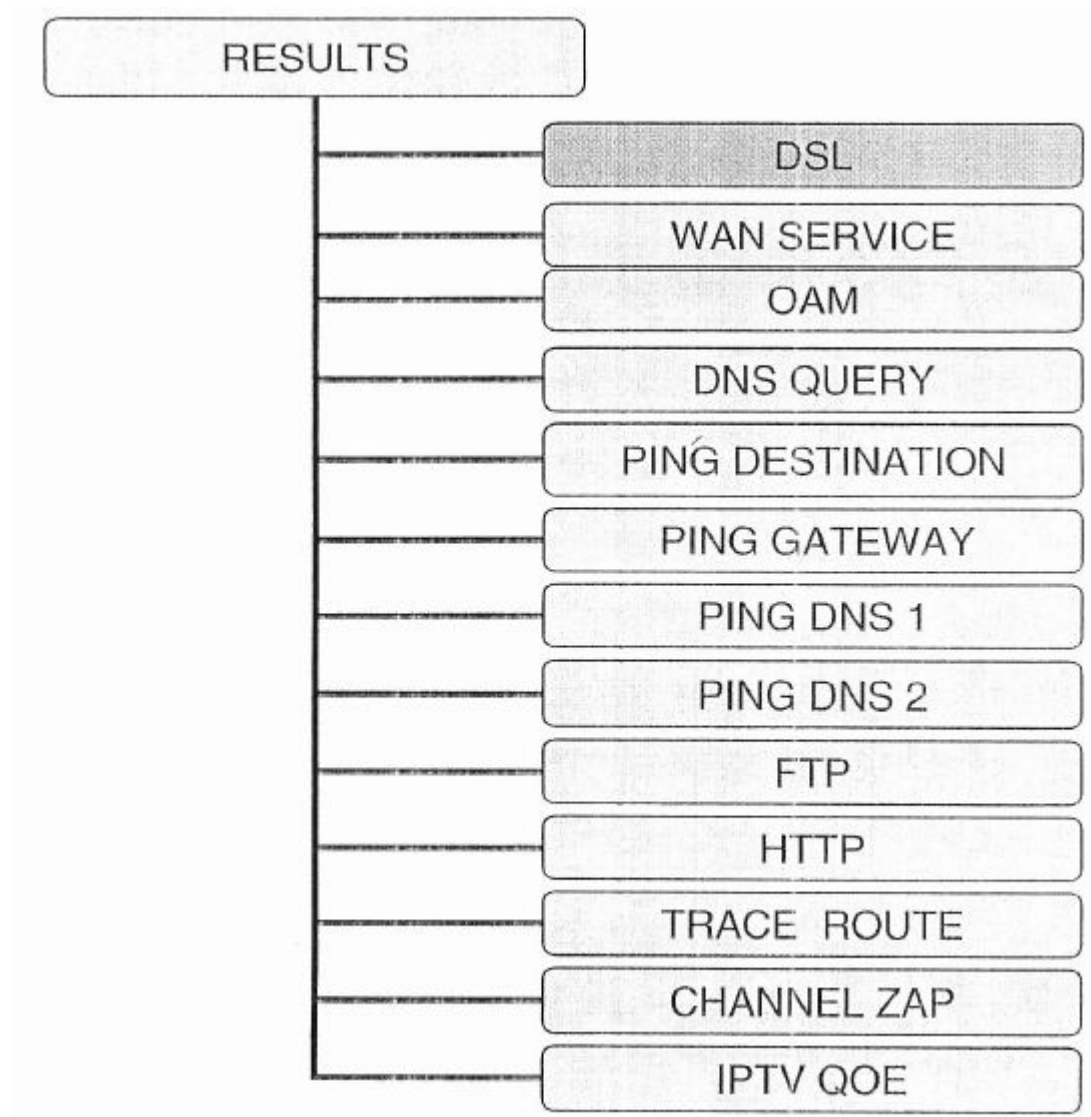 RESULTS
DSL
WAN SERVICE
OAM
DNS QUERY
PING DESTINATION
PING GATEWAY
PING DNS 1
PING DNS 2
FTP
HTTP
TRACE ROUTE
CHANNEL ZAP
IPTV QOE